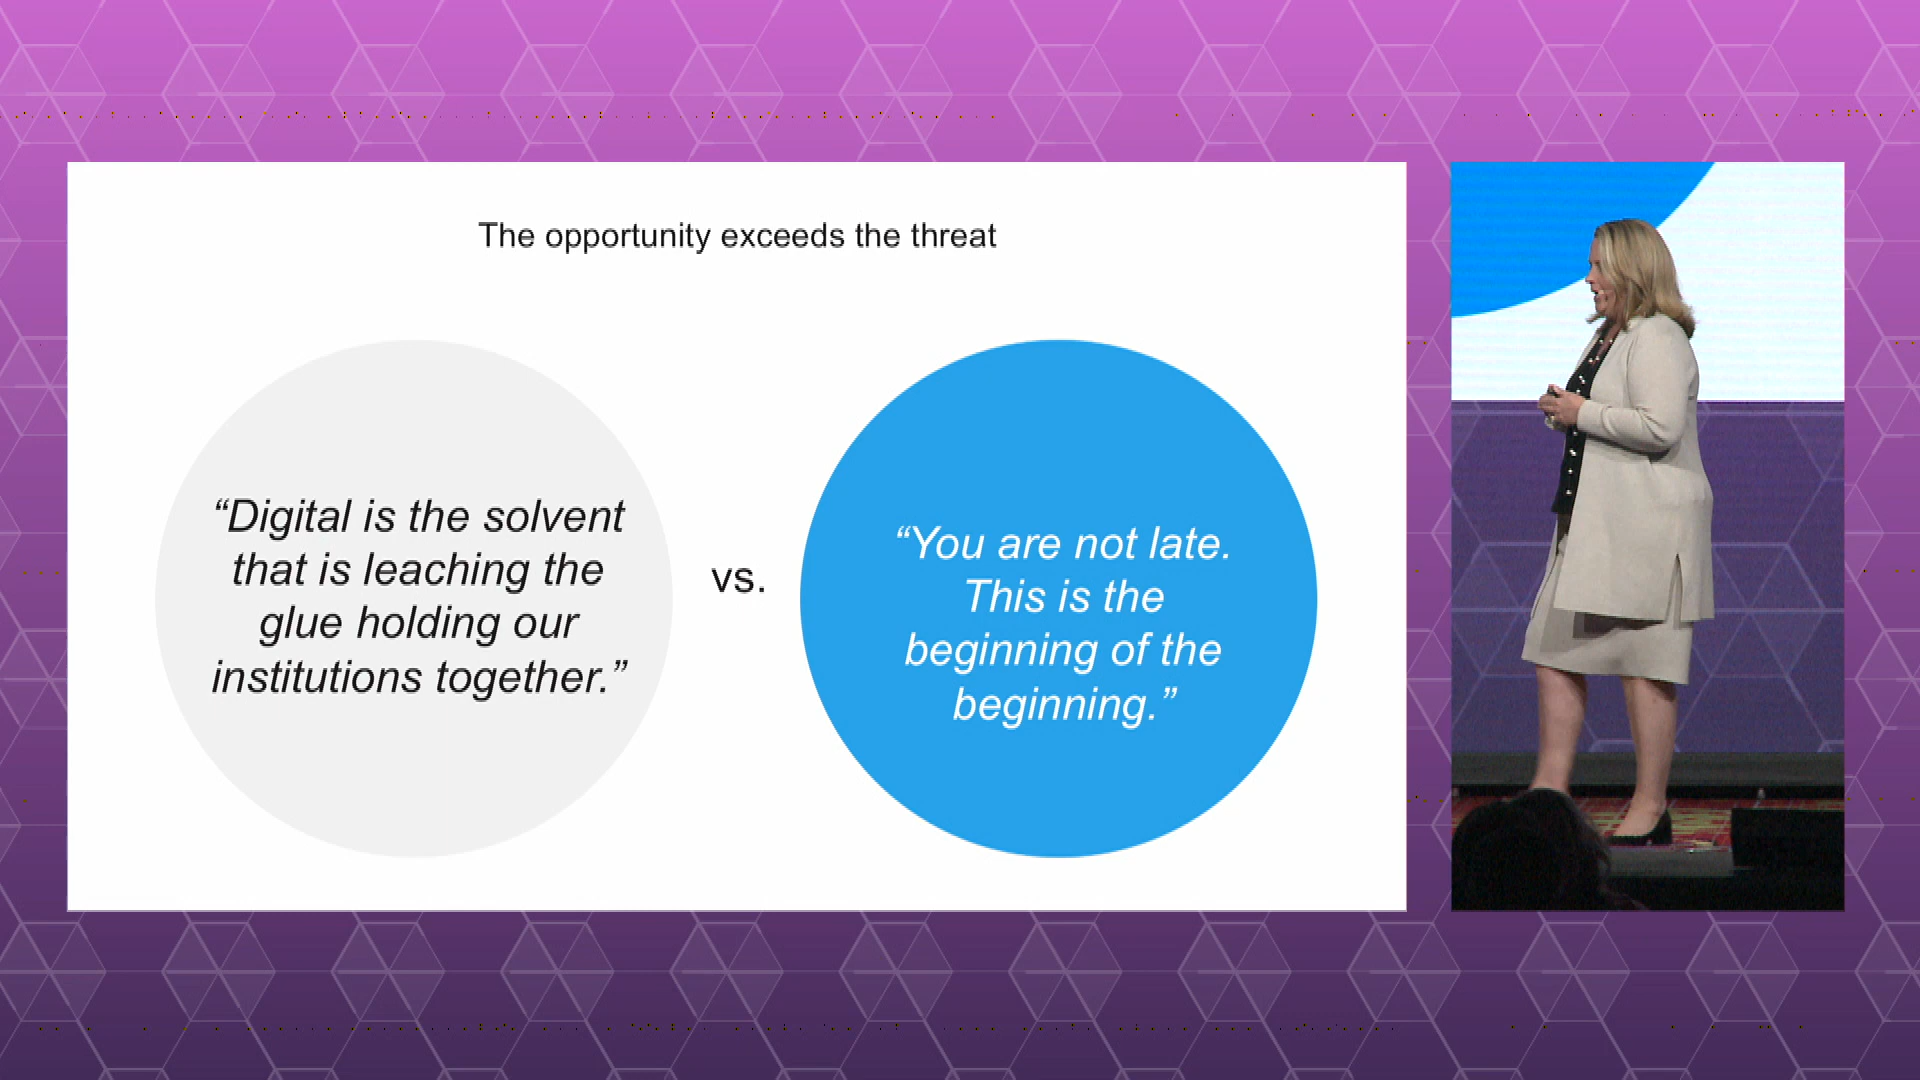 The opportunity exceeds the threat
“Digital is the solvent
that is leaching the
glue holding our
institutions together.”
vs.
“You are not late.
This is the
beginning of the
beginning.”